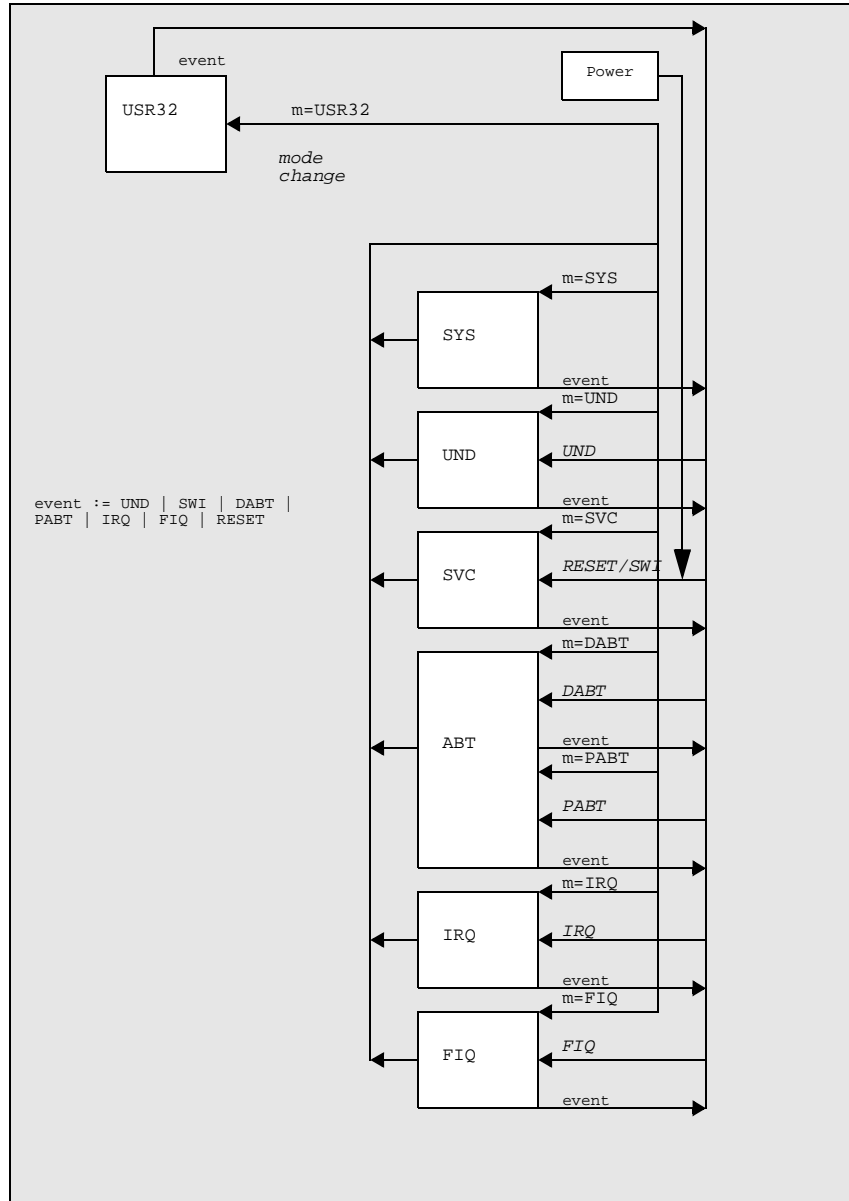 event
Power
USR32
m=USR32
mode
change
m=SYS
SYS
event
m=UND
UND
UND
event := UND | SWI | DABT |
PABT | IRQ | FIQ | RESET
event
m=SVC
SVC
RESET/SWI
event
m=DABT
DABT
ABT
event
m=PABT
PABT
event
m=IRQ
IRQ
IRQ
event
m=FIQ
FIQ
FIQ
event